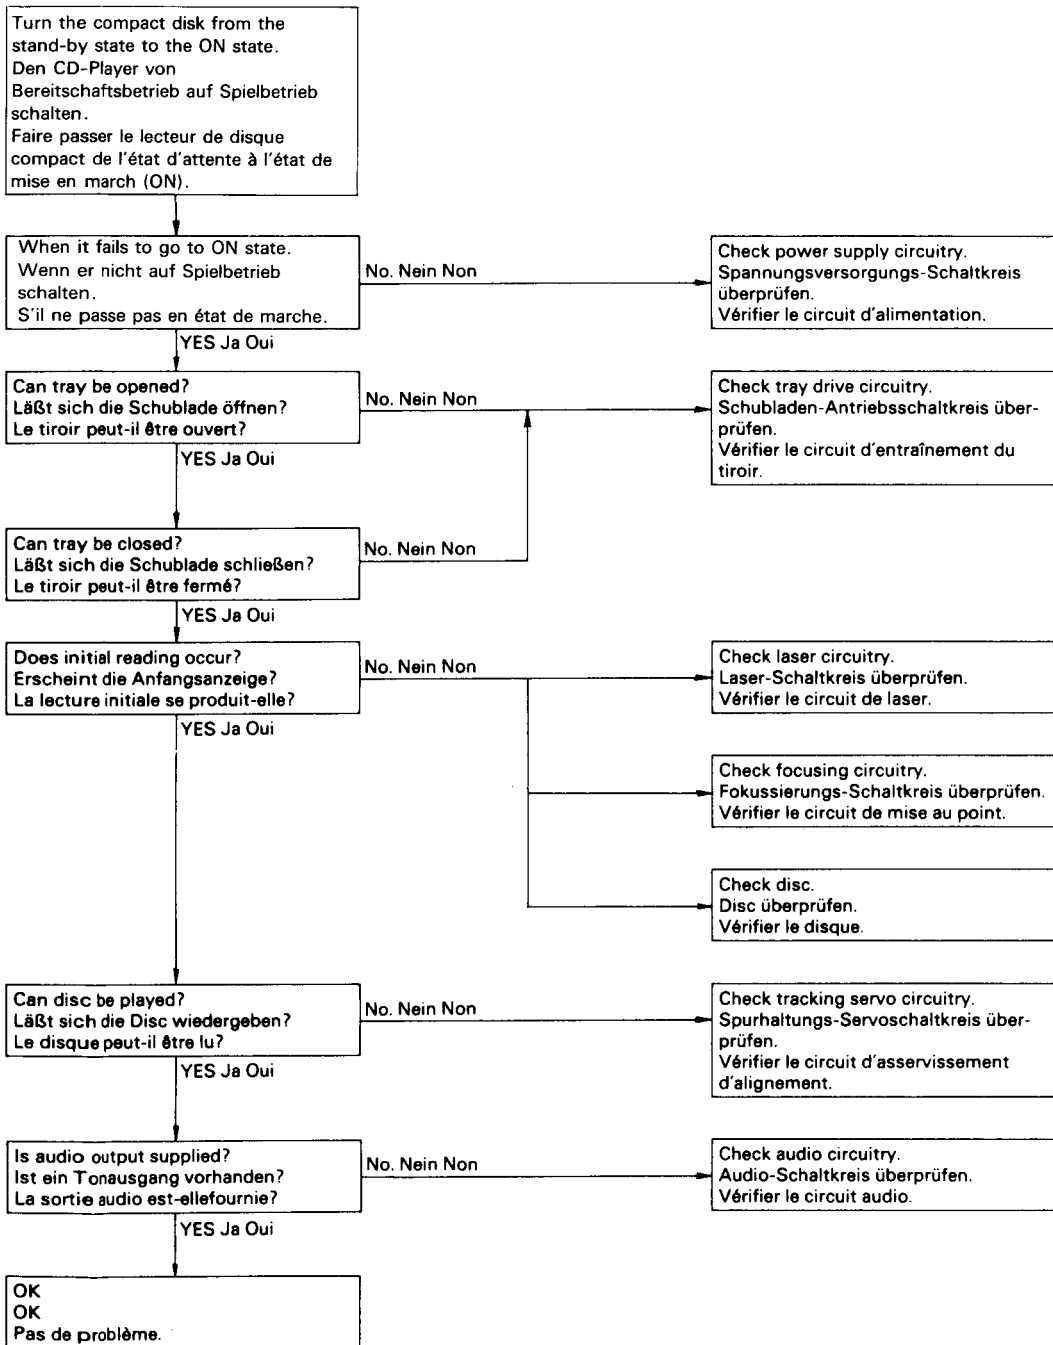 Turn the compact disk from the
stand-by state to the ON state.
Den CD-Player von
Bereitschaftsbetrieb auf Spielbetrieb
schalten.
Faire passer le lecteur de disque
compact de l'état d'attente à l'état de
mise en march (ON).
When it fails to go to ON state.
Wenn er nicht auf Spielbetrieb
schalten.
S'il ne passe pas en état de marche.
No. Nein Non
Check power supply circuitry.
Spannungsversorgungs-Schaltkreis
überprüfen.
Vérifier le circuit d'alimentation.
YES Ja Oui
Can tray be opened?
Läßt sich die Schublade öffnen?
Le tiroir peut-il être ouvert?
No. Nein Non
Check tray drive circuitry.
Schubladen-Antriebsschaltkreis über-
prüfen.
Vérifier le circuit d'entraînement du
tiroir.
YES Ja Oui
Can tray be closed?
Läßt sich die Schublade schließen?
Le tiroir peut-il être fermé?
No. Nein Non
YES Ja Oui
Does initial reading occur?
Erscheint die Anfangsanzeige?
La lecture initiale se produit-elle?
No. Nein Non
Check laser circuitry.
Laser-Schaltkreis überprüfen.
Vérifier le circuit de laser.
YES Ja Oui
Check focusing circuitry.
Fokussierungs-Schaltkreis überprüfen.
Vérifier le circuit de mise au point.
Check disc.
Disc überprüfen.
Vérifier le disque.
Can disc be played?
Läßt sich die Disc wiedergeben?
Le disque peut-il être lu?
No. Nein Non
Check tracking servo circuitry.
Spurhaltungs-Servoschaltkreis über-
prüfen.
Vérifier le circuit d'asservissement
d'alignement.
YES Ja Oui
Is audio output supplied?
Ist ein Tonausgang vorhanden?
La sortie audio est-ellefournie?
No. Nein Non
Check audio circuitry.
Audio-Schaltkreis überprüfen.
Vérifier le circuit audio.
YES Ja Oui
OK
OK
Pas de problème.